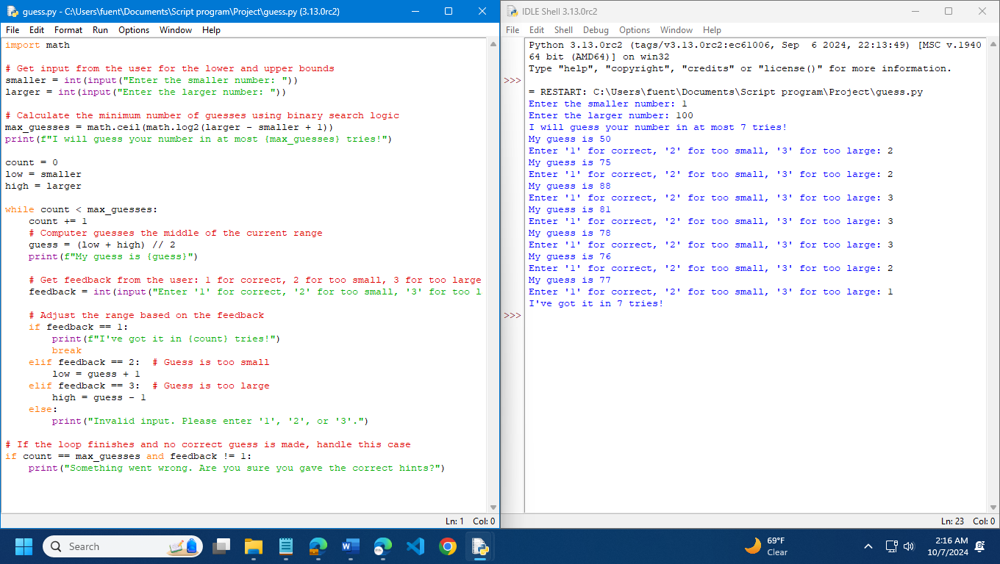 guess.py - C:\Users\fuent\Documents\Script program\Project\guess.py (3.13.0rc2)
File Edit Format Run Options Window Help
import math
# Get input from the user for the lower and upper bounds
smaller = int(input("Enter the smaller number: "))
larger = int(input("Enter the larger number: "))
# Calculate the minimum number of guesses using binary search logic
max_guesses = math.ceil(math.log2(larger - smaller + 1))
print(f"I will guess your number in at most {max_guesses} tries!")
count = 0
low = smaller
high = larger
while count < max_guesses:
    count += 1
    # Computer guesses the middle of the current range
    guess = (low + high) // 2
    print(f"My guess is {guess}")
    # Get feedback from the user: 1 for correct, 2 for too small, 3 for too large
    feedback = int(input("Enter '1' for correct, '2' for too small, '3' for too l
    # Adjust the range based on the feedback
    if feedback == 1:
        print(f"I've got it in {count} tries!")
        break
    elif feedback == 2:  # Guess is too small
        low = guess + 1
    elif feedback == 3:  # Guess is too large
        high = guess - 1
    else:
        print("Invalid input. Please enter '1', '2', or '3'.")
# If the loop finishes and no correct guess is made, handle this case
if count == max_guesses and feedback != 1:
    print("Something went wrong. Are you sure you gave the correct hints?")
Ln: 1 Col: 0
IDLE Shell 3.13.0rc2
File Edit Shell Debug Options Window Help
Python 3.13.0rc2 (tags/v3.13.0rc2:ec61006, Sep  6 2024, 22:13:49) [MSC v.1940
64 bit (AMD64)] on win32
Type "help", "copyright", "credits" or "license()" for more information.
>>>
= RESTART: C:\Users\fuent\Documents\Script program\Project\guess.py
Enter the smaller number: 1
Enter the larger number: 100
I will guess your number in at most 7 tries!
My guess is 50
Enter '1' for correct, '2' for too small, '3' for too large: 2
My guess is 75
Enter '1' for correct, '2' for too small, '3' for too large: 2
My guess is 88
Enter '1' for correct, '2' for too small, '3' for too large: 3
My guess is 81
Enter '1' for correct, '2' for too small, '3' for too large: 3
My guess is 78
Enter '1' for correct, '2' for too small, '3' for too large: 3
My guess is 76
Enter '1' for correct, '2' for too small, '3' for too large: 2
My guess is 77
Enter '1' for correct, '2' for too small, '3' for too large: 1
I've got it in 7 tries!
>>>
Ln: 23 Col: 0
Search
69°F
Clear
2:16 AM
10/7/2024